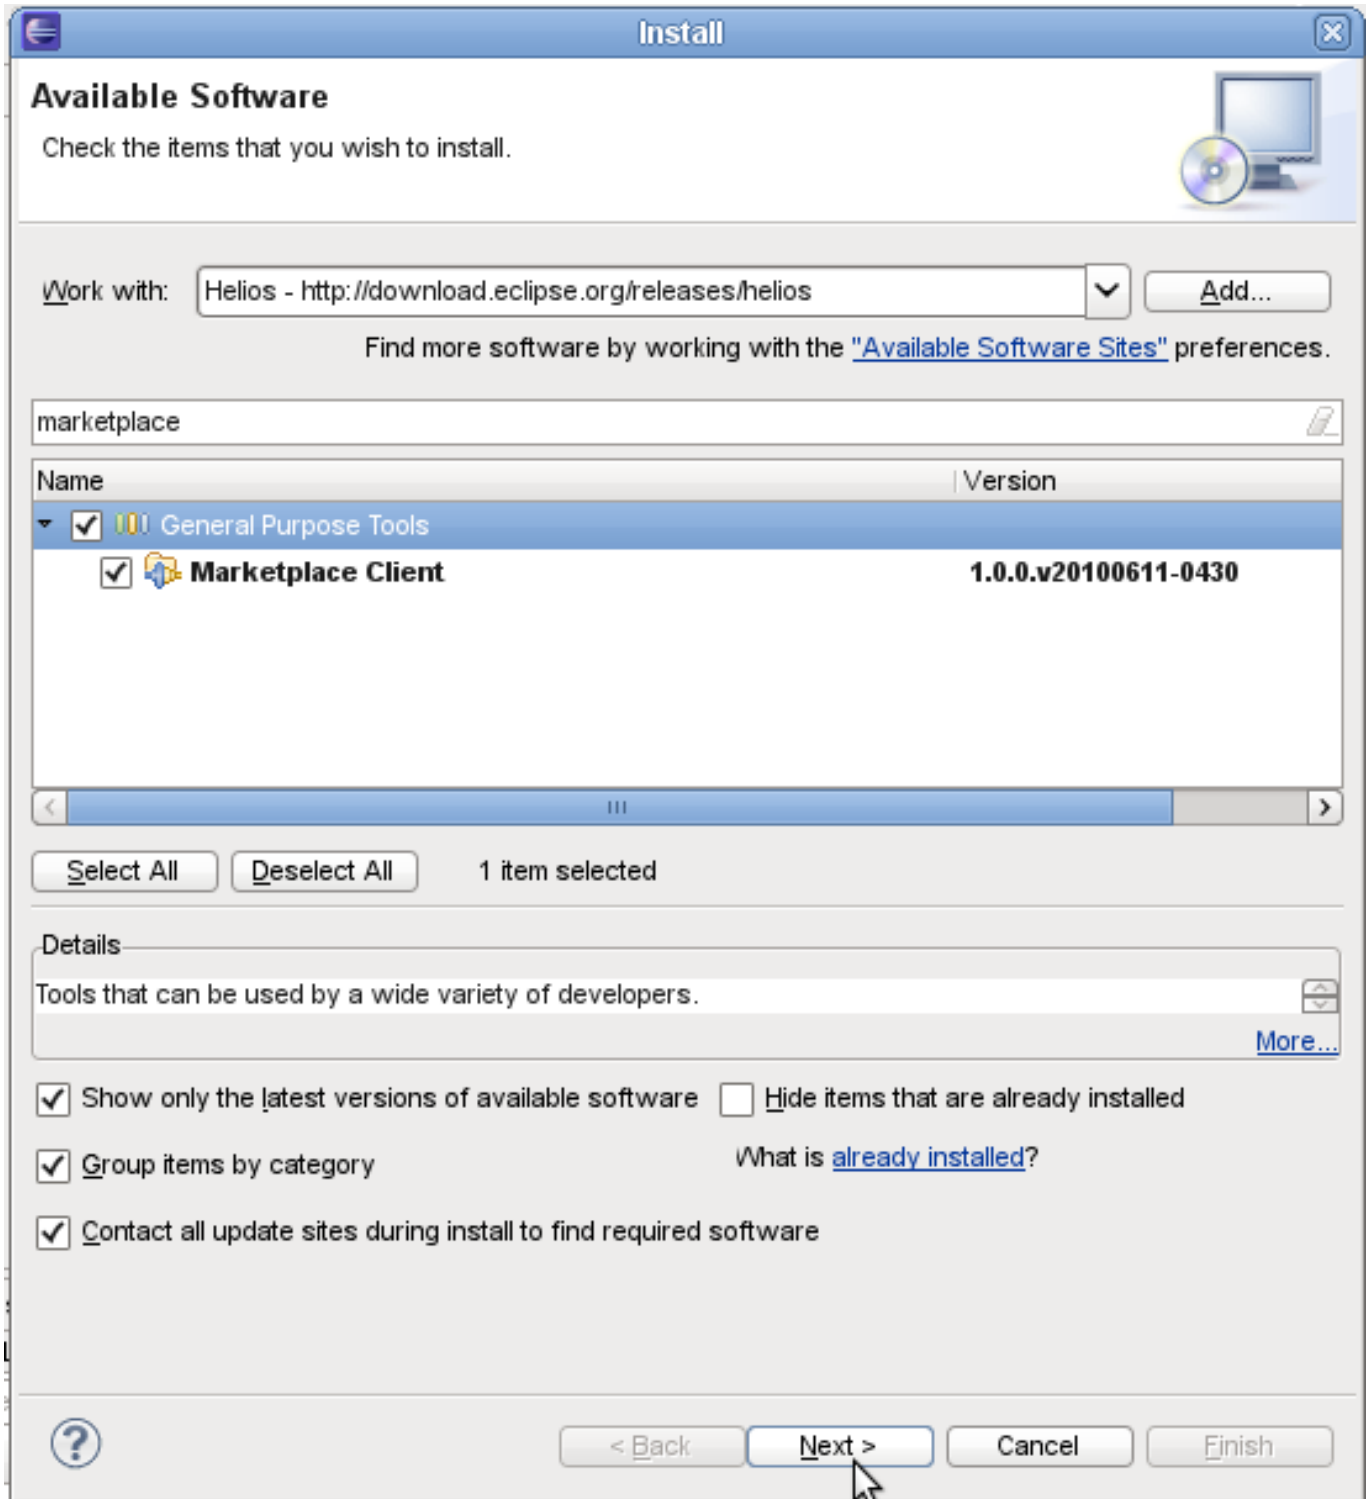 Install
Available Software
Check the items that you wish to install.
Work with: Helios - http://download.eclipse.org/releases/helios Add...
Find more software by working with the "Available Software Sites" preferences.
marketplace
Name Version
General Purpose Tools
Marketplace Client 1.0.0.v20100611-0430
Select All Deselect All 1 item selected
Details
Tools that can be used by a wide variety of developers.
More...
Show only the latest versions of available software Hide items that are already installed
Group items by category What is already installed?
Contact all update sites during install to find required software
< Back Next > Cancel Finish